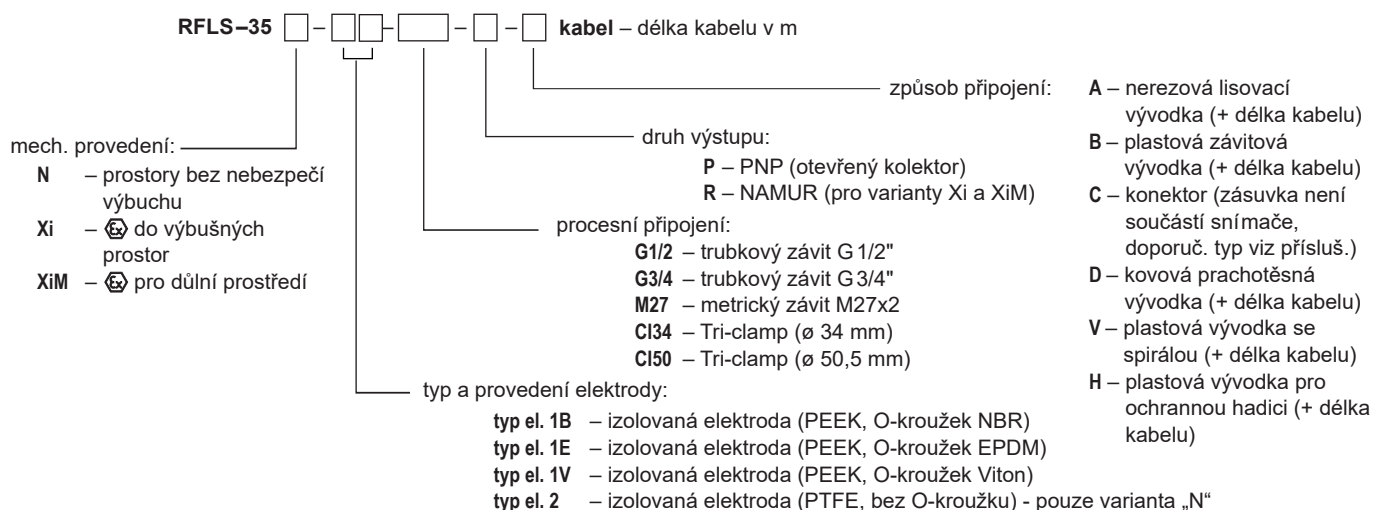 RFLS–35 – – – – kabel – délka kabelu v m
způsob připojení:
A – nerezová lisovací
vývodka (+ délka kabelu)
B – plastová závitová
vývodka (+ délka kabelu)
C – konektor (zásuvka není
součástí snímače,
doporuč. typ viz přísluš.)
D – kovová prachotěsná
vývodka (+ délka kabelu)
V – plastová vývodka se
spirálou (+ délka kabelu)
H – plastová vývodka pro
ochrannou hadici (+ délka
kabelu)
druh výstupu:
P – PNP (otevřený kolektor)
R – NAMUR (pro varianty Xi a XiM)
mech. provedení:
N – prostory bez nebezpečí
výbuchu
Xi – Ex do výbušných
prostor
XiM – Ex pro důlní prostředí
procesní připojení:
G1/2 – trubkový závit G 1/2"
G3/4 – trubkový závit G 3/4"
M27 – metrický závit M27x2
Cl34 – Tri-clamp (ø 34 mm)
Cl50 – Tri-clamp (ø 50,5 mm)
typ a provedení elektrody:
typ el. 1B – izolovaná elektroda (PEEK, O-kroužek NBR)
typ el. 1E – izolovaná elektroda (PEEK, O-kroužek EPDM)
typ el. 1V – izolovaná elektroda (PEEK, O-kroužek Viton)
typ el. 2 – izolovaná elektroda (PTFE, bez O-kroužku) - pouze varianta „N“